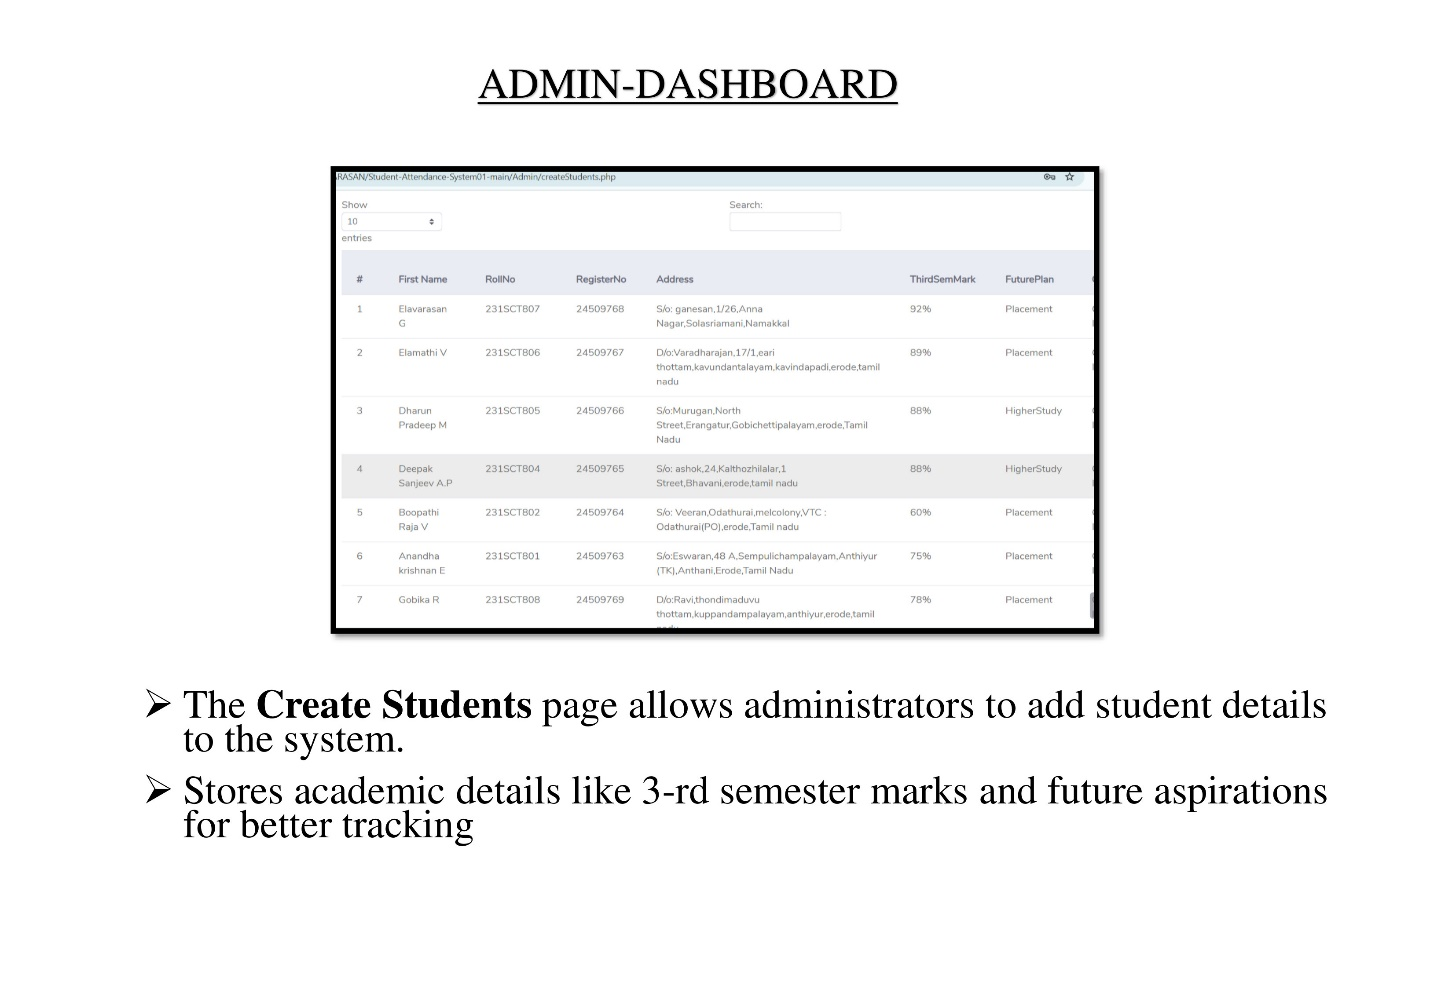 ADMIN-DASHBOARD
RASAN/Student-Attendance-System01-main/Admin/createStudents.php
Show
Search:
10
entries
# First Name RollNo RegisterNo Address ThirdSemMark FuturePlan
1 Elavarasan 231SCT807 24509768 S/o: ganesan,1/26,Anna 92% Placement
G Nagar,Solasriamani,Namakkal
2 Elamathi V 231SCT806 24509767 D/o:Varadharajan,17/1,eari 89% Placement
thottam,kavundantalayam,kavindapadi,erode,tamil
nadu
3 Dharun 231SCT805 24509766 S/o:Murugan,North 88% HigherStudy
Pradeep M Street,Erangatur,Gobichettipalayam,erode,Tamil
Nadu
4 Deepak 231SCT804 24509765 S/o: ashok,24,Kalthozhilalar,1 88% HigherStudy
Sanjeev A.P Street,Bhavani,erode,tamil nadu
5 Boopathi 231SCT802 24509764 S/o: Veeran,Odathurai,melcolony,VTC : 60% Placement
Raja V Odathurai(PO),erode,Tamil nadu
6 Anandha 231SCT801 24509763 S/o:Eswaran,48 A,Sempulichampalayam,Anthiyur 75% Placement
krishnan E (TK),Anthani,Erode,Tamil Nadu
7 Gobika R 231SCT808 24509769 D/o:Ravi,thondimaduvu 78% Placement
thottam,kuppandampalayam,anthiyur,erode,tamil
➢ The Create Students page allows administrators to add student details
to the system.
➢ Stores academic details like 3-rd semester marks and future aspirations
for better tracking